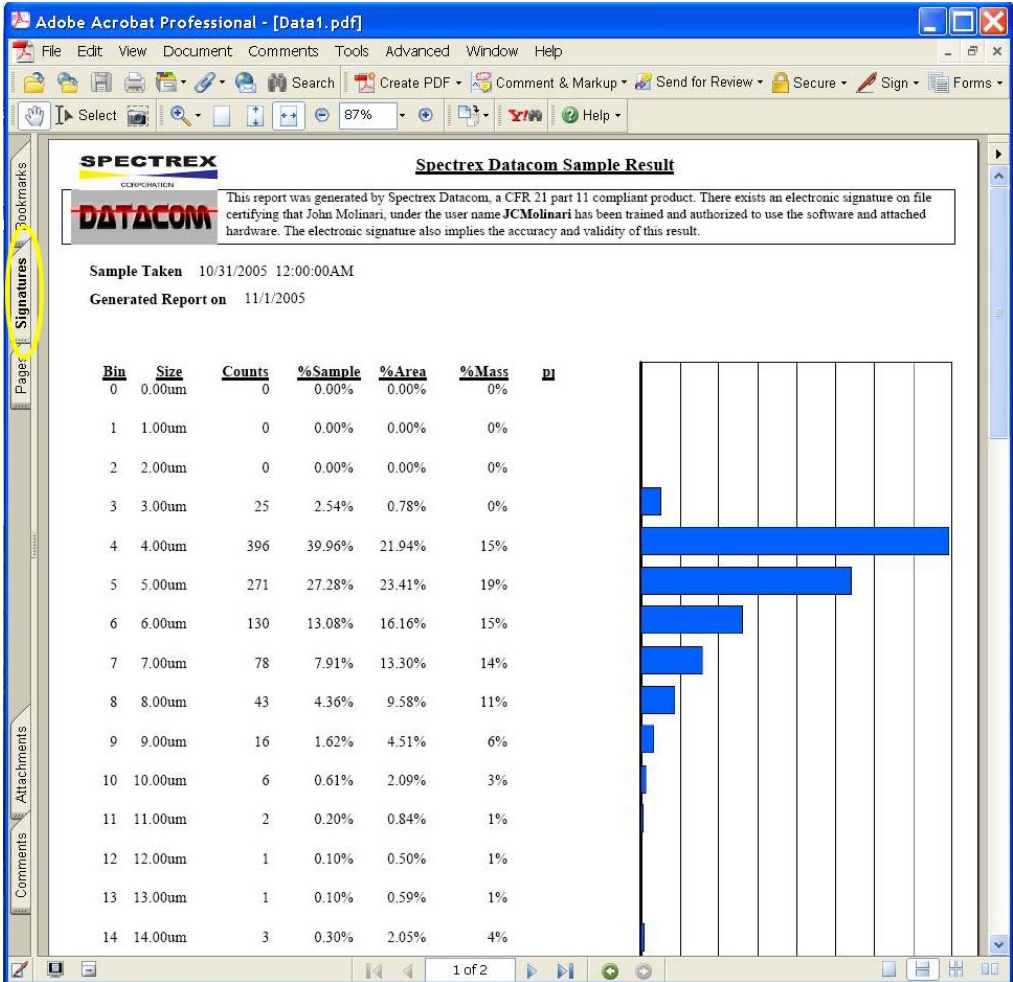 Adobe Acrobat Professional - [Data1.pdf]
File Edit View Document Comments Tools Advanced Window Help
Search Create PDF Comment & Markup Send for Review Secure Sign Forms
Select 87% Y! Help
Bookmarks
Signatures
Pages
Attachments
Comments
SPECTREX
CORPORATION
DATACOM
Spectrex Datacom Sample Result
This report was generated by Spectrex Datacom, a CFR 21 part 11 compliant product. There exists an electronic signature on file
certifying that John Molinari, under the user name JCMolinari has been trained and authorized to use the software and attached
hardware. The electronic signature also implies the accuracy and validity of this result.
Sample Taken 10/31/2005 12:00:00AM
Generated Report on 11/1/2005
Bin Size Counts %Sample %Area %Mass
0 0.00um 0 0.00% 0.00% 0%
1 1.00um 0 0.00% 0.00% 0%
2 2.00um 0 0.00% 0.00% 0%
3 3.00um 25 2.54% 0.78% 0%
4 4.00um 396 39.96% 21.94% 15%
5 5.00um 271 27.28% 23.41% 19%
6 6.00um 130 13.08% 16.16% 15%
7 7.00um 78 7.91% 13.30% 14%
8 8.00um 43 4.36% 9.58% 11%
9 9.00um 16 1.62% 4.51% 6%
10 10.00um 6 0.61% 2.09% 3%
11 11.00um 2 0.20% 0.84% 1%
12 12.00um 1 0.10% 0.50% 1%
13 13.00um 1 0.10% 0.59% 1%
14 14.00um 3 0.30% 2.05% 4%
1 of 2